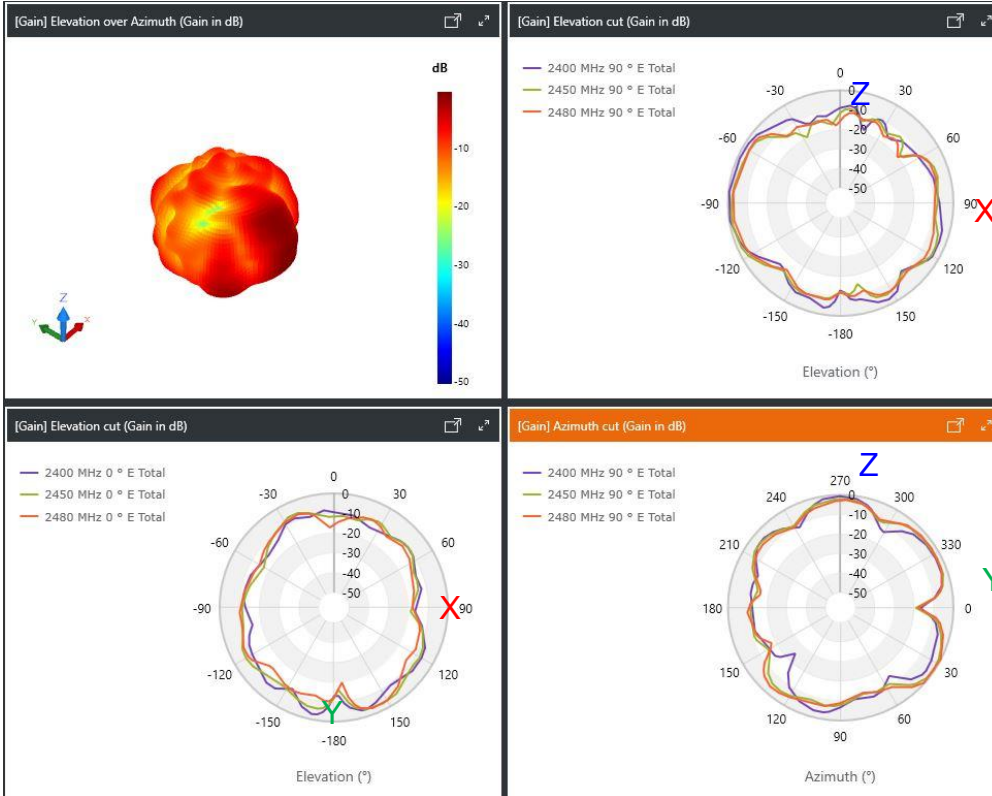 [Gain] Elevation over Azimuth (Gain in dB)
dB
-10
-20
-30
-40
-50
Z
Y
X
[Gain] Elevation cut (Gain in dB)
2400 MHz 90 ° E Total
2450 MHz 90 ° E Total
2480 MHz 90 ° E Total
0
30
60
90
120
150
-180
-150
-120
-90
-60
-30
0
-10
-20
-30
-40
-50
Z
X
Elevation (°)
[Gain] Elevation cut (Gain in dB)
2400 MHz 0 ° E Total
2450 MHz 0 ° E Total
2480 MHz 0 ° E Total
0
30
60
90
120
150
-180
-150
-120
-90
-60
-30
0
-10
-20
-30
-40
-50
X
Y
Elevation (°)
[Gain] Azimuth cut (Gain in dB)
2400 MHz 90 ° E Total
2450 MHz 90 ° E Total
2480 MHz 90 ° E Total
270
300
330
0
30
60
90
120
150
180
210
240
0
-10
-20
-30
-40
-50
Z
Y
Azimuth (°)